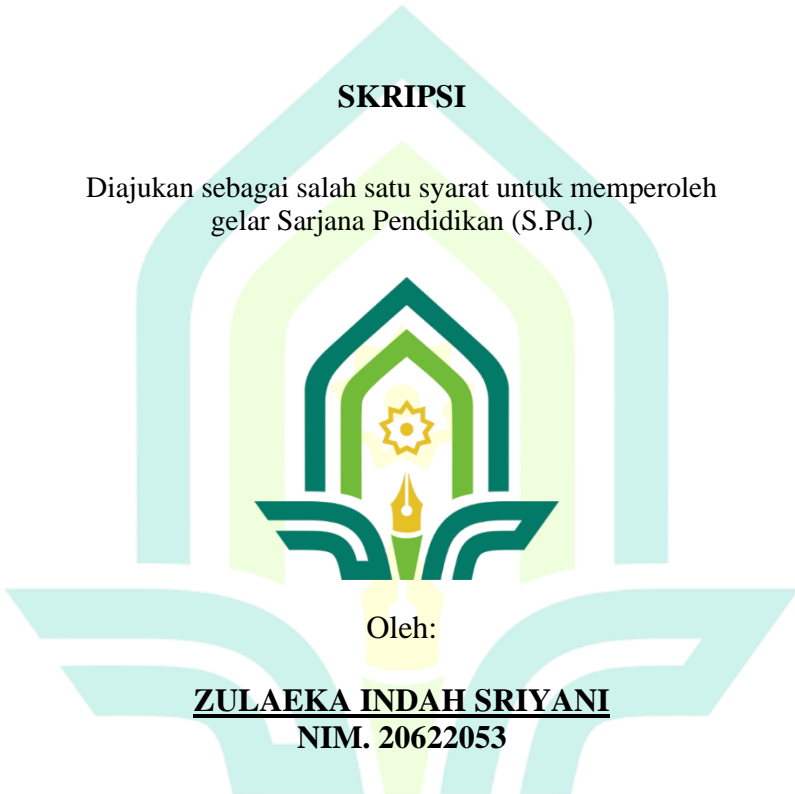 SKRIPSI
Diajukan sebagai salah satu syarat untuk memperoleh
gelar Sarjana Pendidikan (S.Pd.)
Oleh:
ZULAEKA INDAH SRIYANI
NIM. 20622053